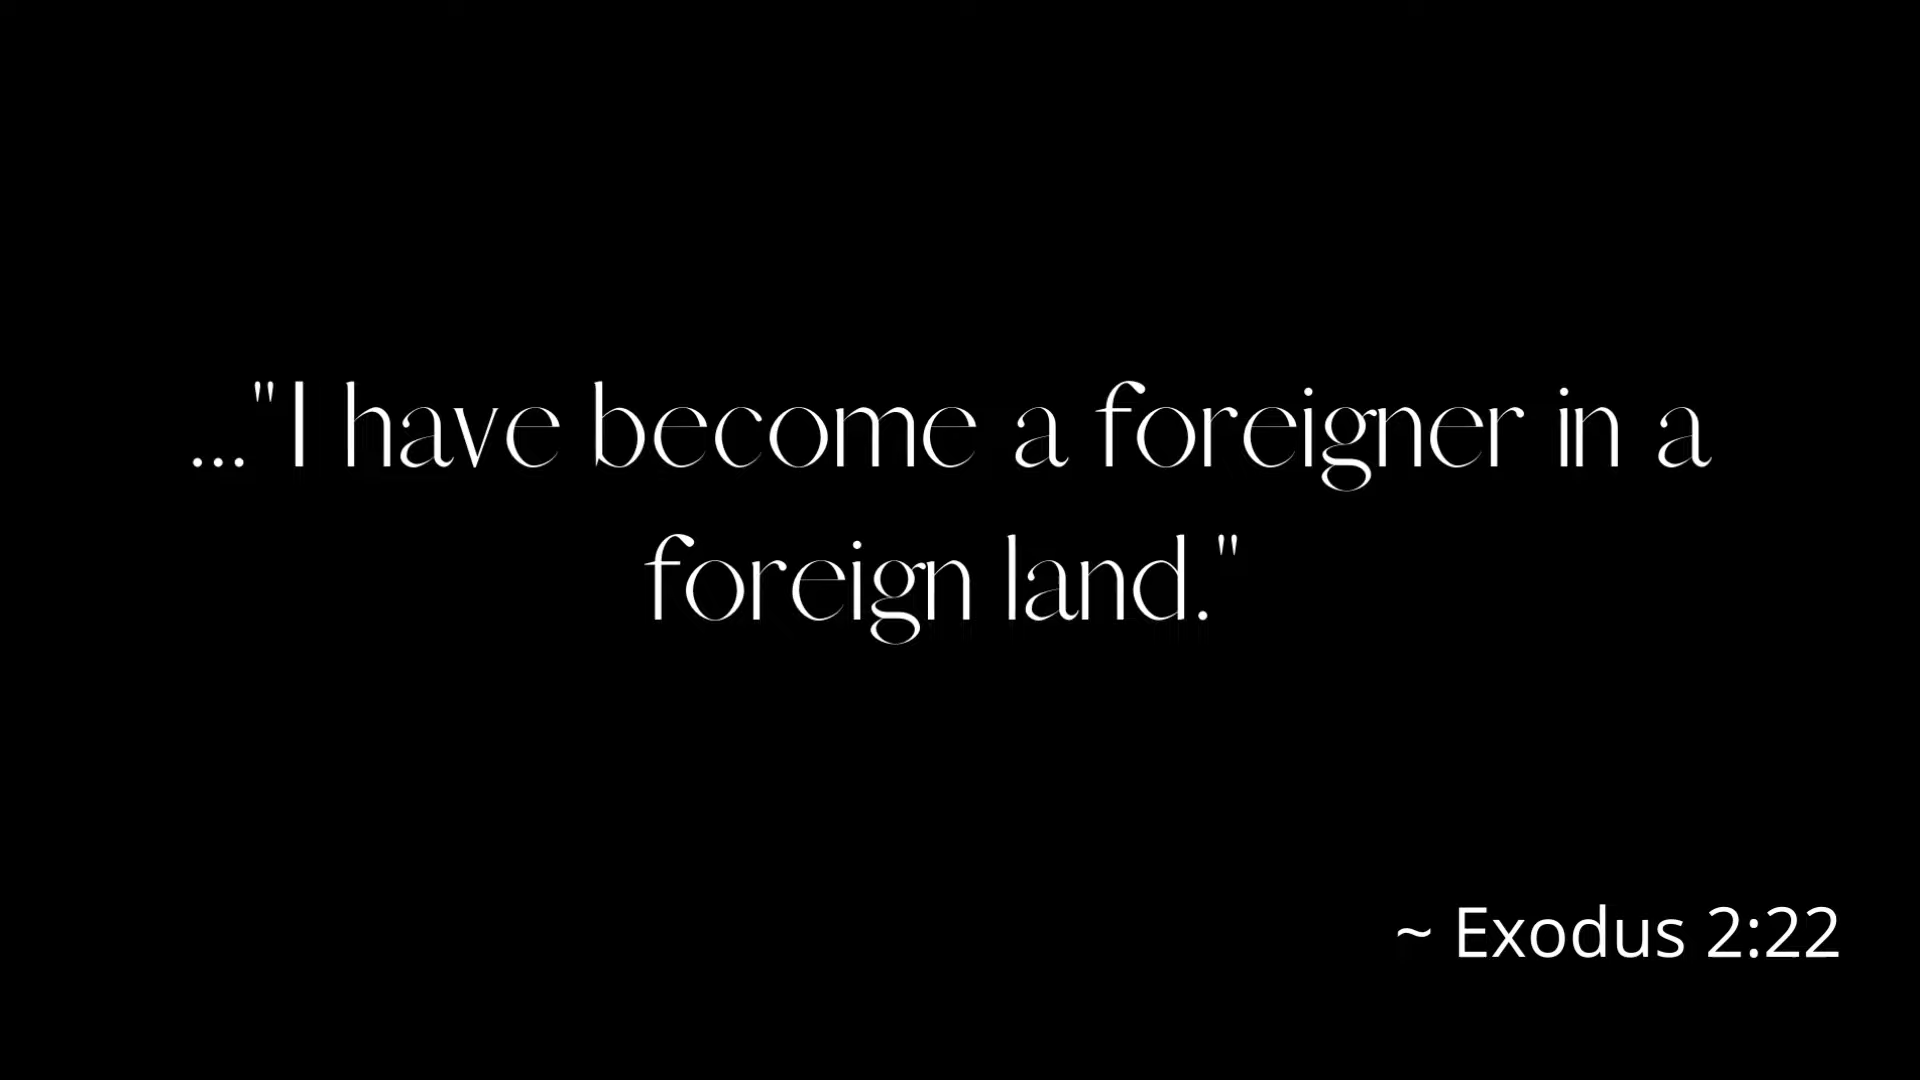 ..."I have become a foreigner in a
foreign land."
~ Exodus 2:22